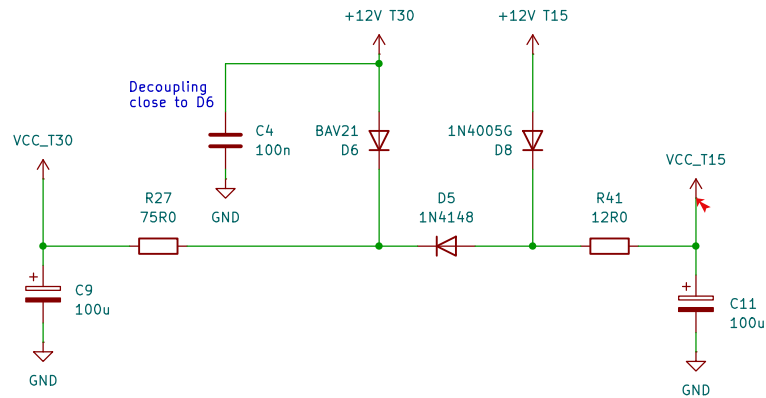 +12V T30
+12V T15
Decoupling
close to D6
C4
100n
BAV21
D6
1N4005G
D8
VCC_T30
VCC_T15
R27
75R0
GND
D5
1N4148
R41
12R0
+
C9
100u
+
C11
100u
GND
GND